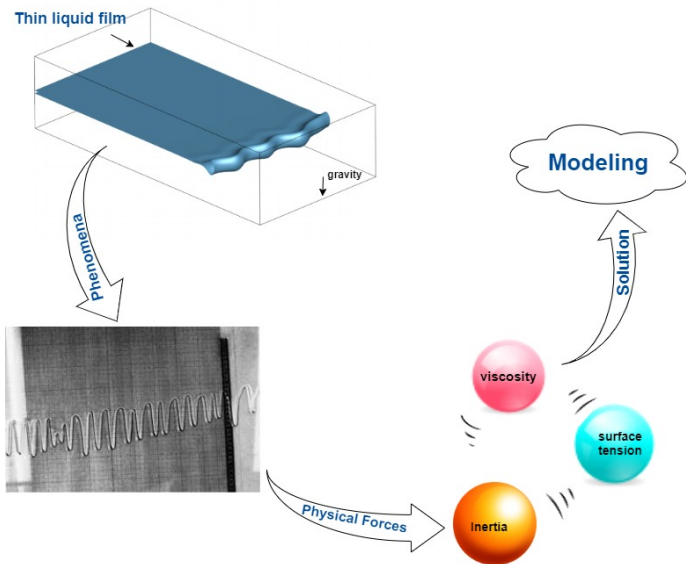 Thin liquid film
gravity
Phenomena
Modeling
Solution
viscosity
surface
tension
Inertia
Physical Forces